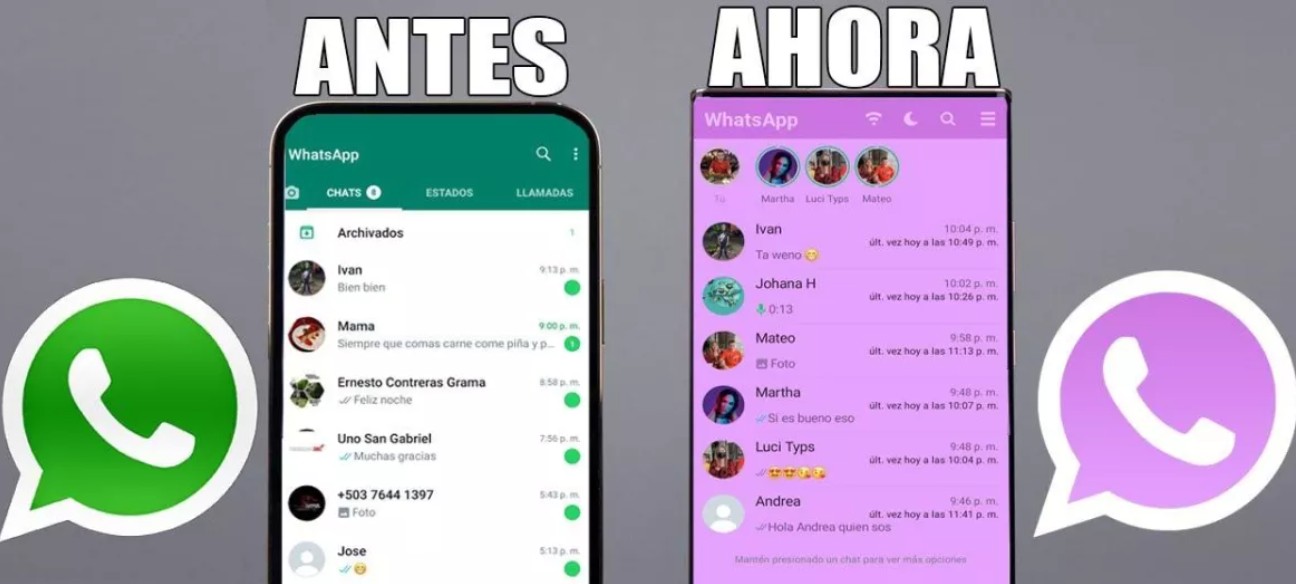 ANTES
AHORA
WhatsApp
CHATS 8 ESTADOS LLAMADAS
Archivados 1
Ivan 9:13 p. m.
Bien bien
Mama 9:00 p. m.
Siempre que comas carne come piña y p... 1
Ernesto Contreras Grama 8:58 p. m.
Feliz noche
Uno San Gabriel 7:56 p. m.
Muchas gracias
+503 7644 1397 5:43 p. m.
Foto
Jose 5:13 p. m.
WhatsApp
Tú Martha Luci Typs Mateo
Ivan 10:04 p. m.
últ. vez hoy a las 10:49 p. m.
Ta weno 😁
Johana H 10:02 p. m.
últ. vez hoy a las 10:26 p. m.
0:13
Mateo 9:58 p. m.
últ. vez hoy a las 11:13 p. m.
Foto
Martha 9:48 p. m.
últ. vez hoy a las 10:07 p. m.
Si es bueno eso
Luci Typs 9:48 p. m.
últ. vez hoy a las 10:04 p. m.
😍😍😘😘
Andrea 9:46 p. m.
últ. vez hoy a las 11:41 p. m.
Hola Andrea quien sos
Mantén presionado un chat para ver más opciones